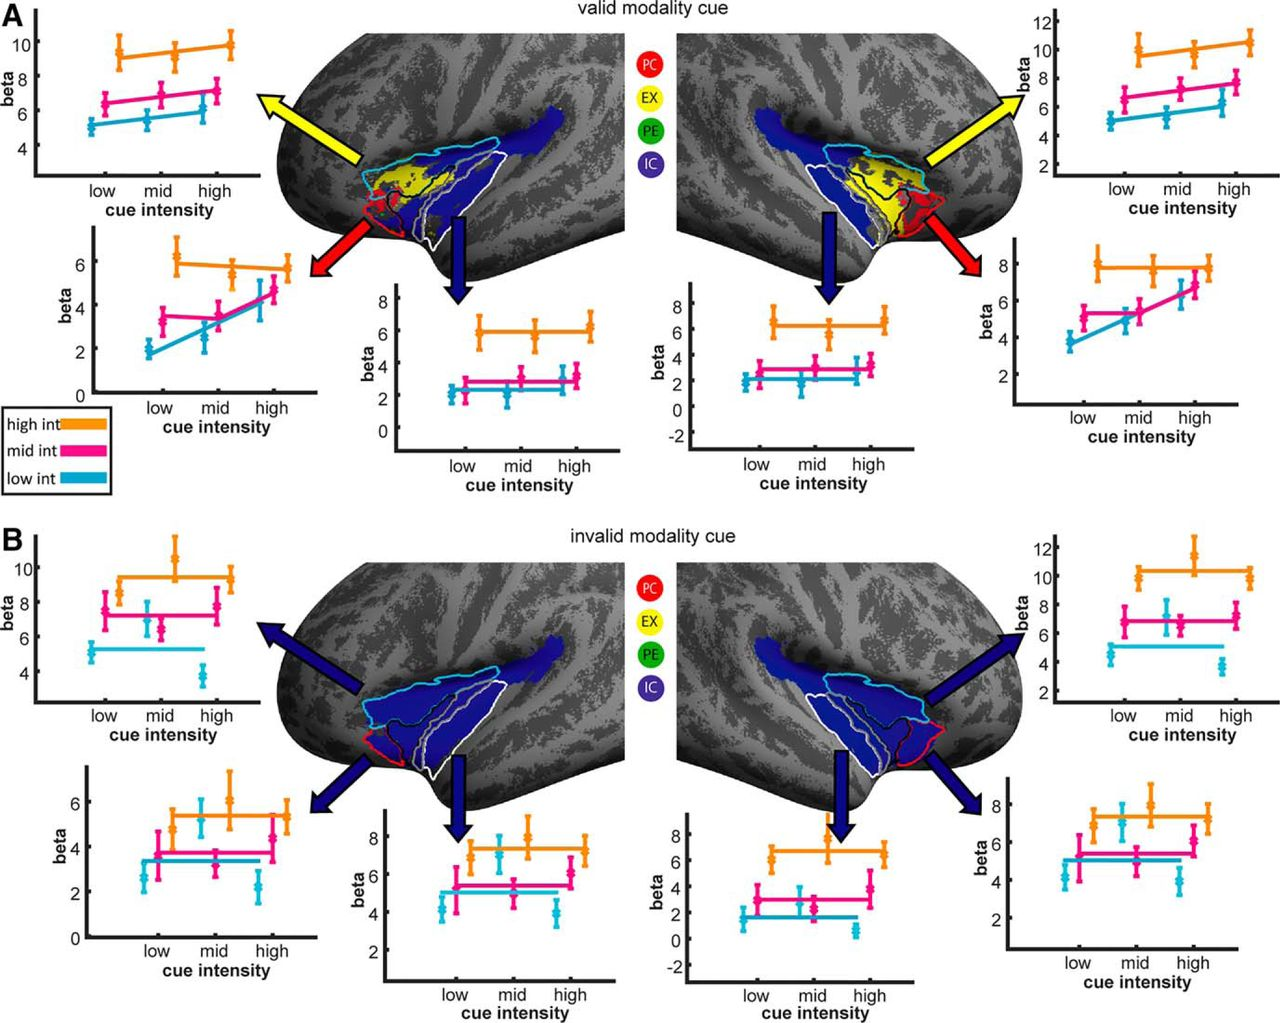 A
valid modality cue
beta
10
8
6
4
low mid high
cue intensity
PC
EX
PE
IC
beta
12
10
8
6
4
2
low mid high
cue intensity
beta
6
4
2
0
low mid high
cue intensity
beta
8
6
4
2
0
low mid high
cue intensity
beta
8
6
4
2
0
-2
low mid high
cue intensity
beta
8
6
4
2
low mid high
cue intensity
high int
mid int
low int
B
invalid modality cue
beta
10
8
6
4
low mid high
cue intensity
PC
EX
PE
IC
beta
12
10
8
6
4
2
low mid high
cue intensity
beta
6
4
2
0
low mid high
cue intensity
beta
8
6
4
2
low mid high
cue intensity
beta
8
6
4
2
0
-2
low mid high
cue intensity
beta
8
6
4
2
low mid high
cue intensity